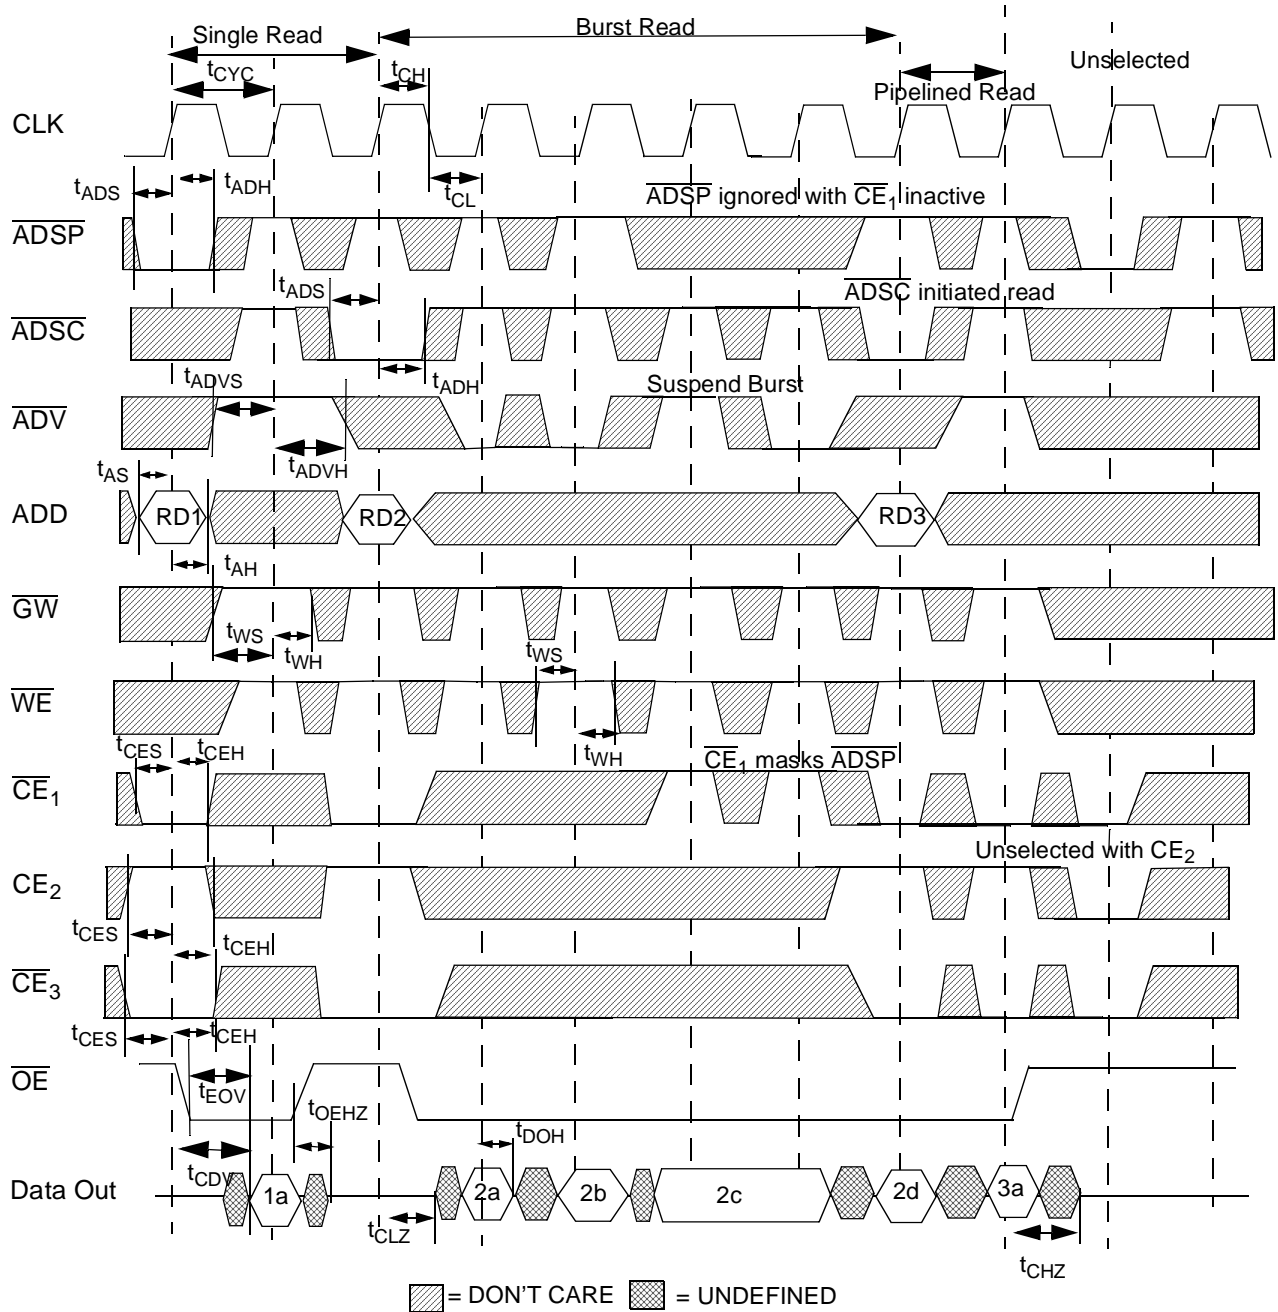 Single Read
Burst Read
Unselected
tCYC
tCH
Pipelined Read
CLK
tADS
tADH
tCL
ADSP ignored with CE1 inactive
ADSP
tADS
ADSC initiated read
ADSC
tADVS
tADH
Suspend Burst
ADV
tADVH
tAS
ADD
RD1
RD2
RD3
tAH
GW
tWS
tWH
tWS
WE
tWH
tCES
tCEH
CE1 masks ADSP
CE1
Unselected with CE2
CE2
tCES
tCEH
CE3
tCES
tCEH
OE
tEOV
tOEHZ
tDOH
tCDV
Data Out
1a
2a
2b
2c
2d
3a
tCLZ
tCHZ
= DON'T CARE
= UNDEFINED